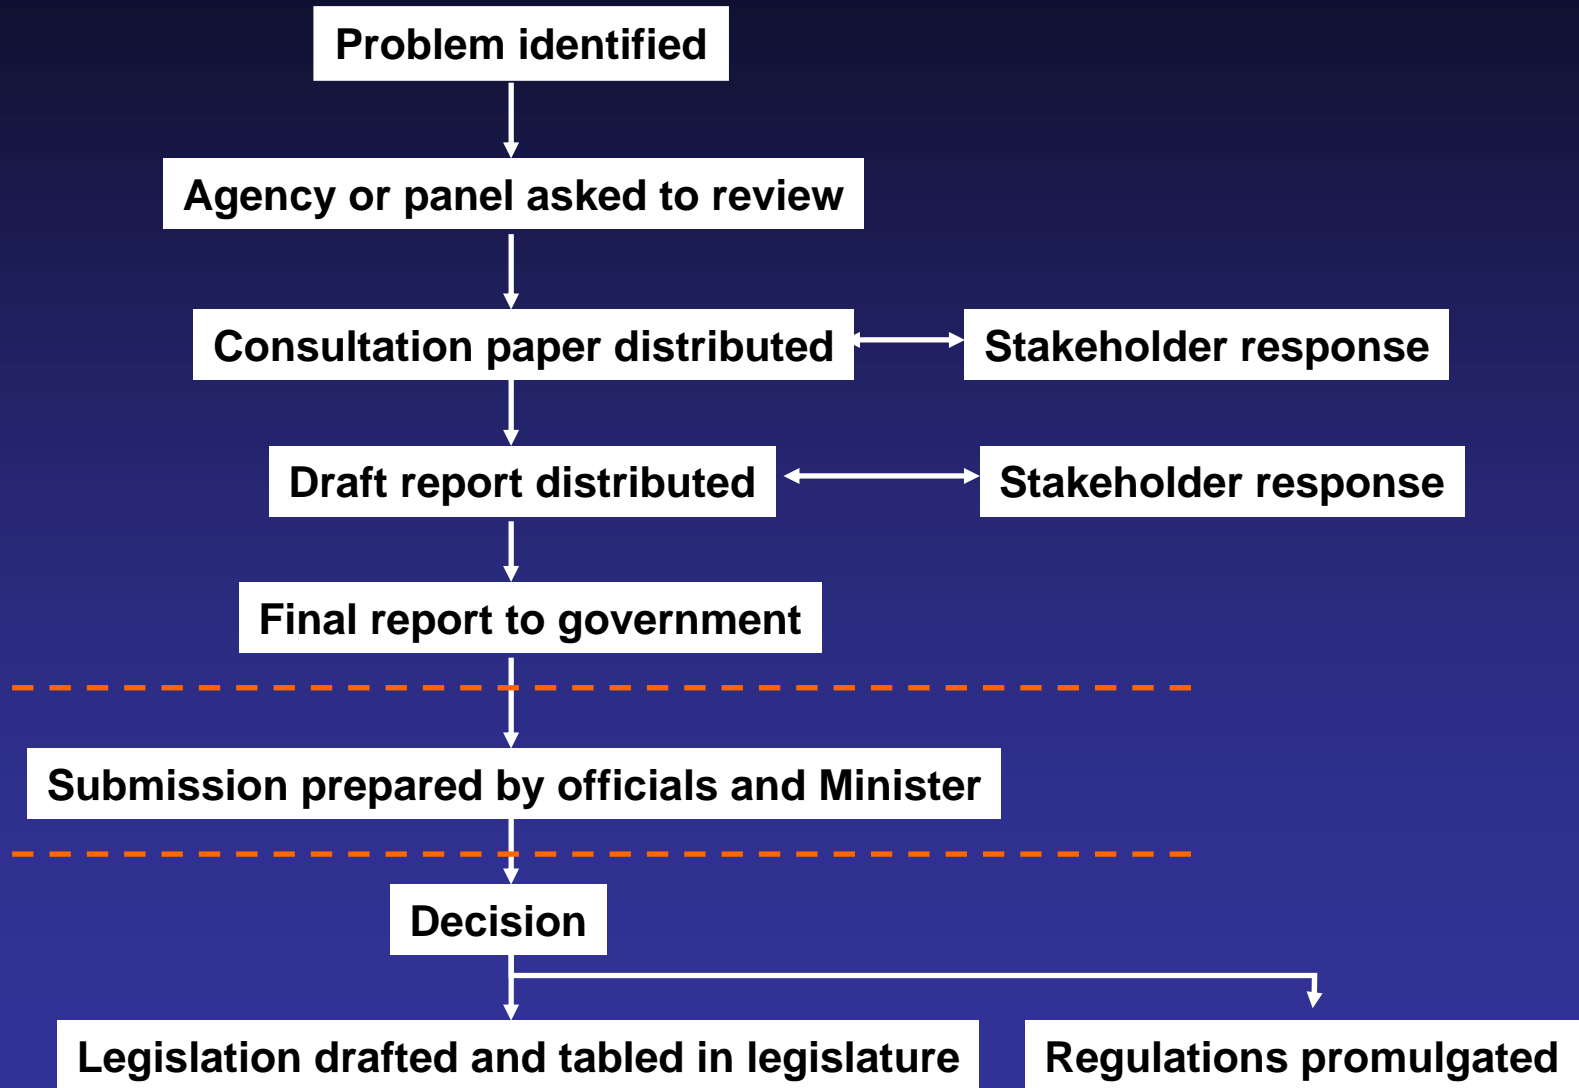 Problem identified
Agency or panel asked to review
Consultation paper distributed
Stakeholder response
Draft report distributed
Stakeholder response
Final report to government
Submission prepared by officials and Minister
Decision
Legislation drafted and tabled in legislature
Regulations promulgated